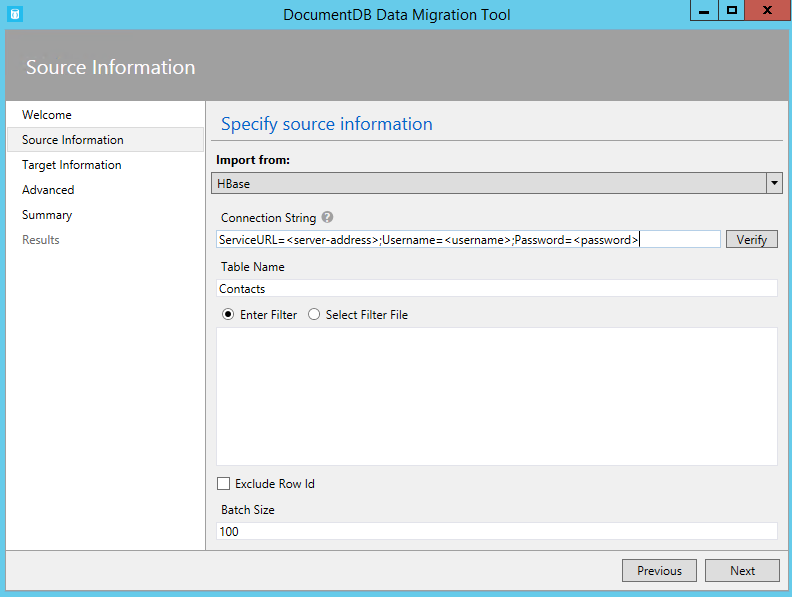 DocumentDB Data Migration Tool
Source Information
Welcome
Source Information
Target Information
Advanced
Summary
Results
Specify source information
Import from:
HBase
Connection String ?
ServiceURL=<server-address>;Username=<username>;Password=<password>
Verify
Table Name
Contacts
Enter Filter Select Filter File
Exclude Row Id
Batch Size
100
Previous Next